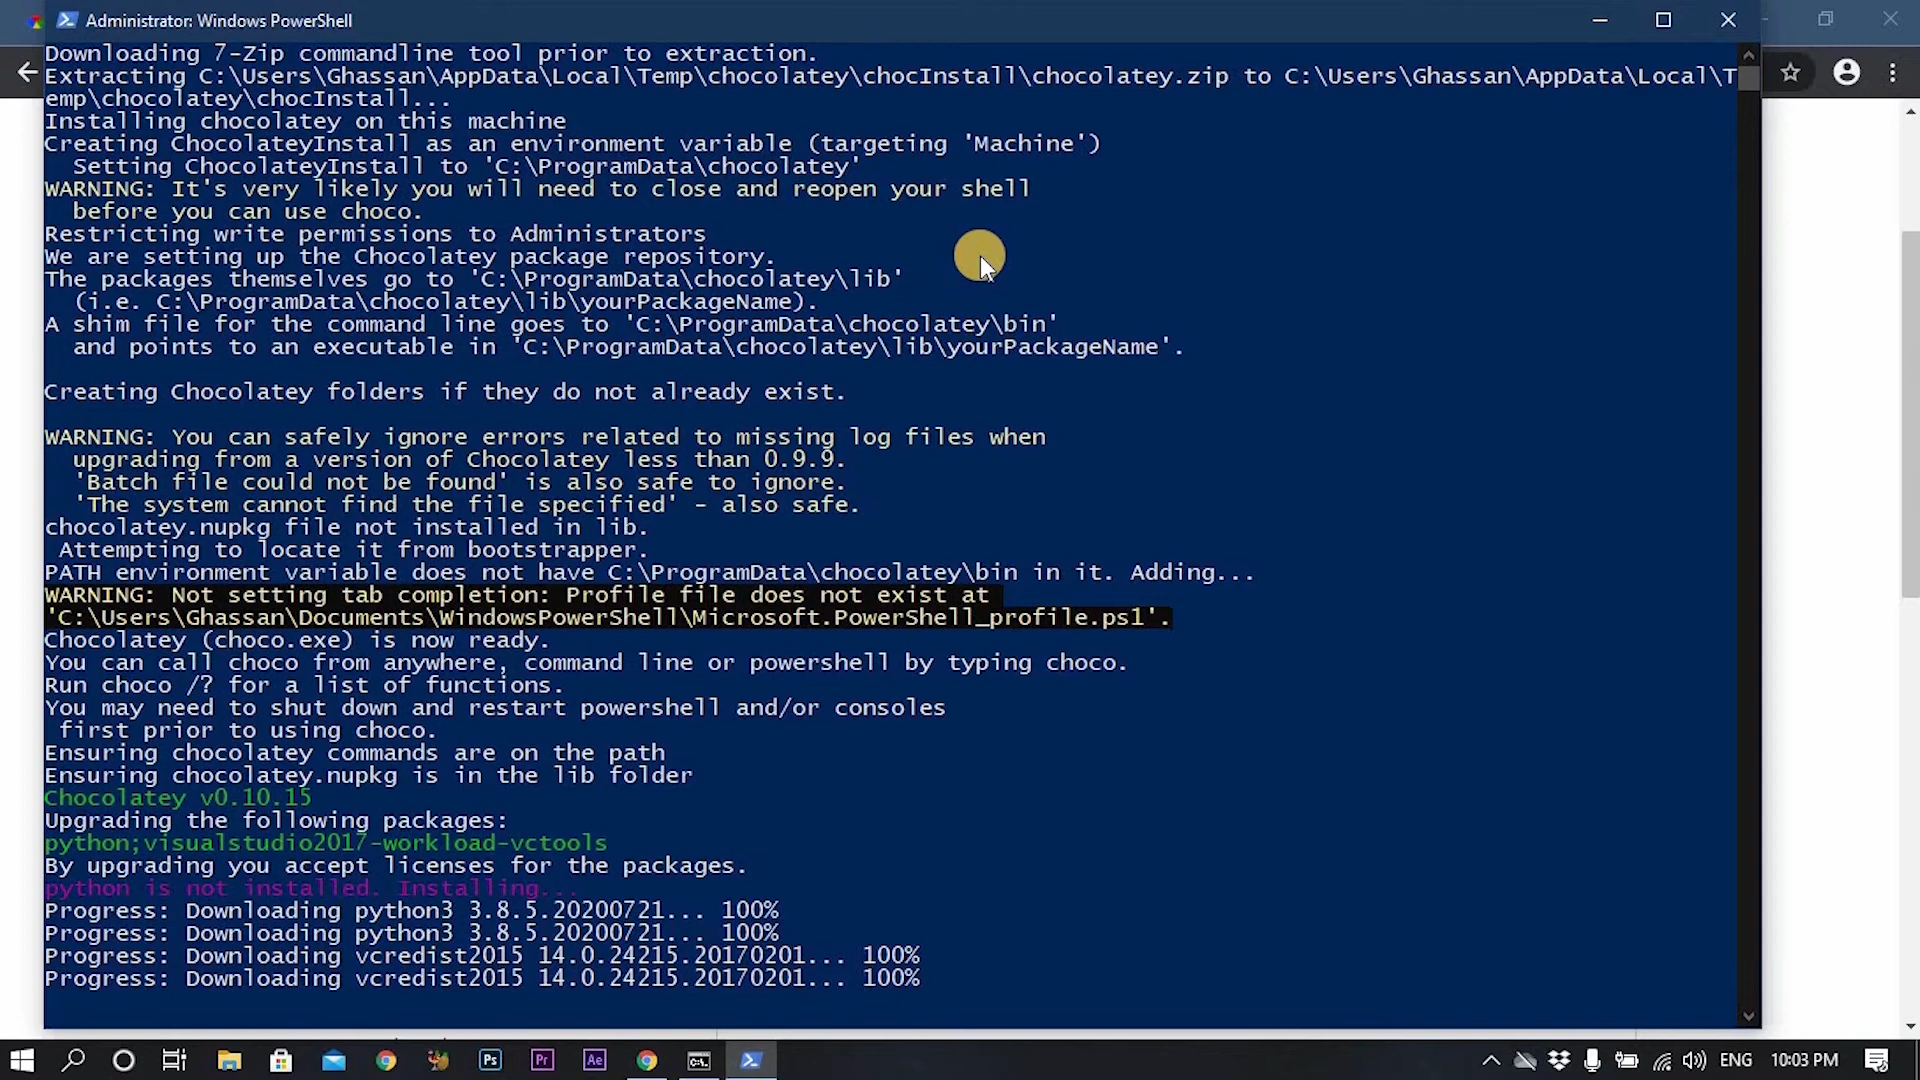 Administrator: Windows PowerShell
Downloading 7-Zip commandline tool prior to extraction.
Extracting C:\Users\Ghassan\AppData\Local\Temp\chocolatey\chocInstall\chocolatey.zip to C:\Users\Ghassan\AppData\Local\T
emp\chocolatey\chocInstall...
Installing chocolatey on this machine
Creating ChocolateyInstall as an environment variable (targeting 'Machine')
  Setting ChocolateyInstall to 'C:\ProgramData\chocolatey'
WARNING: It's very likely you will need to close and reopen your shell
  before you can use choco.
Restricting write permissions to Administrators
We are setting up the Chocolatey package repository.
The packages themselves go to 'C:\ProgramData\chocolatey\lib'
  (i.e. C:\ProgramData\chocolatey\lib\yourPackageName).
A shim file for the command line goes to 'C:\ProgramData\chocolatey\bin'
  and points to an executable in 'C:\ProgramData\chocolatey\lib\yourPackageName'.
Creating Chocolatey folders if they do not already exist.
WARNING: You can safely ignore errors related to missing log files when
  upgrading from a version of Chocolatey less than 0.9.9.
  'Batch file could not be found' is also safe to ignore.
  'The system cannot find the file specified' - also safe.
chocolatey.nupkg file not installed in lib.
 Attempting to locate it from bootstrapper.
PATH environment variable does not have C:\ProgramData\chocolatey\bin in it. Adding...
WARNING: Not setting tab completion: Profile file does not exist at
'C:\Users\Ghassan\Documents\WindowsPowerShell\Microsoft.PowerShell_profile.ps1'.
Chocolatey (choco.exe) is now ready.
You can call choco from anywhere, command line or powershell by typing choco.
Run choco /? for a list of functions.
You may need to shut down and restart powershell and/or consoles
 first prior to using choco.
Ensuring chocolatey commands are on the path
Ensuring chocolatey.nupkg is in the lib folder
Chocolatey v0.10.15
Upgrading the following packages:
python;visualstudio2017-workload-vctools
By upgrading you accept licenses for the packages.
python is not installed. Installing...
Progress: Downloading python3 3.8.5.20200721... 100%
Progress: Downloading python3 3.8.5.20200721... 100%
Progress: Downloading vcredist2015 14.0.24215.20170201... 100%
Progress: Downloading vcredist2015 14.0.24215.20170201... 100%
Ps Pr Ae C:\ ENG 10:03 PM